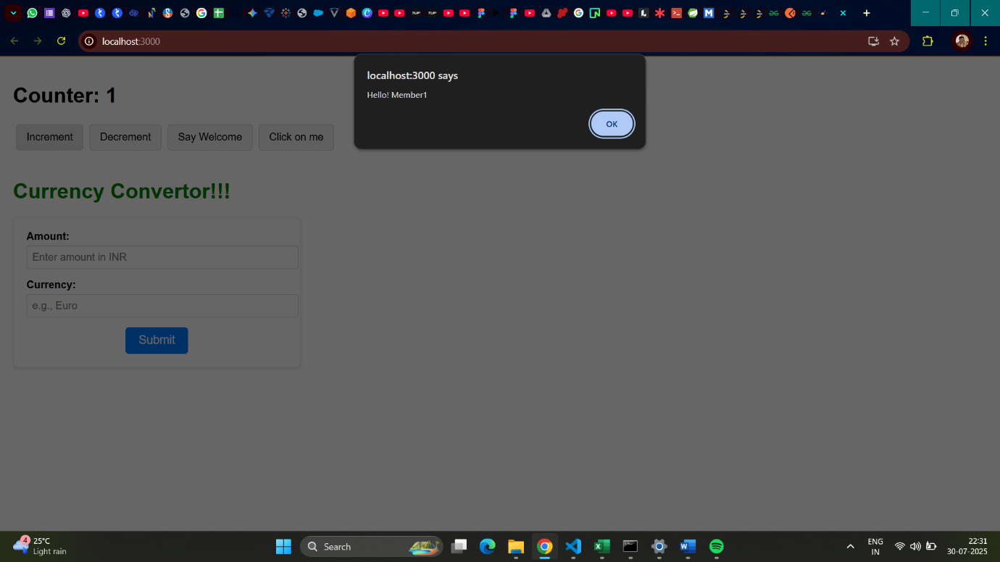 localhost:3000
localhost:3000 says
Hello! Member1
OK
Counter: 1
Increment
Decrement
Say Welcome
Click on me
Currency Convertor!!!
Amount:
Enter amount in INR
Currency:
e.g., Euro
Submit
4
25°C
Light rain
Search
ENG
IN
22:31
30-07-2025